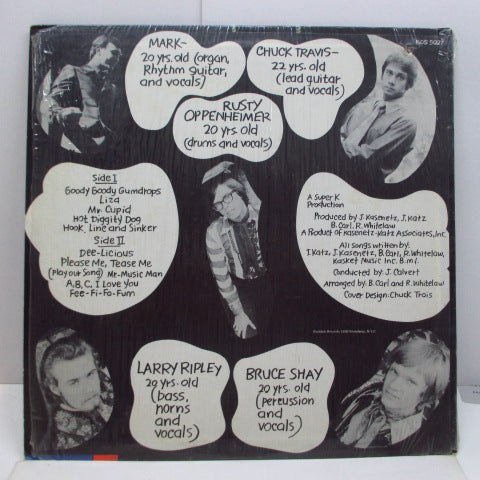 BDS 5027
MARK-
20 yrs. old (organ,
Rhythm guitar,
and vocals)
CHUCK TRAVIS-
22 yrs. old
(lead guitar
and vocals)
RUSTY
OPPENHEIMER
20 yrs. old
(drums and vocals)
Side I
Goody Goody Gumdrops
Liza
Mr. Cupid
Hot Diggity Dog
Hook, Line and Sinker
Side II
Dee-Licious
Please Me, Tease Me
(Play our Song) Mr. Music Man
A,B,C, I Love You
Fee-Fi-Fo-Fum
A Super K
Production
Produced by J. Kasenetz, J. Katz
B. Carl, R. Whitelaw
A Product of Kasenetz-Katz Associates, Inc.
All songs written by:
J. Katz, J. Kasenetz, B. Carl, R. Whitelaw,
Kasket Music Inc. B.M.I.
Conducted by J. Calvert
Arranged by B. Carl and R. Whitelaw
Cover Design: Chuck Trois
LARRY RIPLEY
20 yrs. old
(bass,
horns
and
vocals)
BRUCE SHAY
20 yrs. old
(percussion
and
vocals)